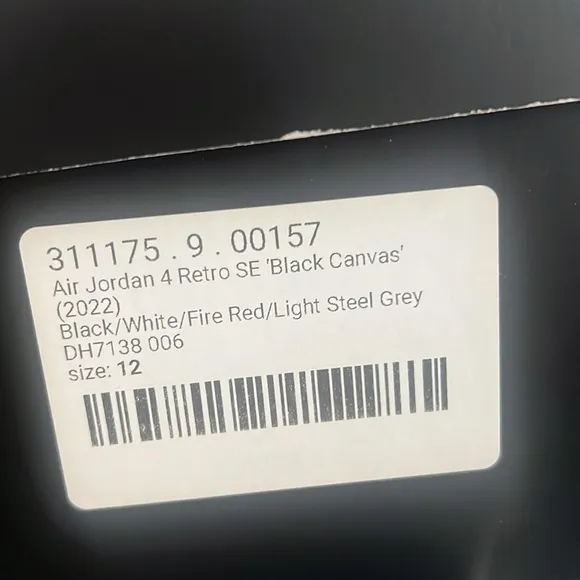 311175 . 9 . 00157
Air Jordan 4 Retro SE 'Black Canvas'
(2022)
Black/White/Fire Red/Light Steel Grey
DH7138 006
size: 12